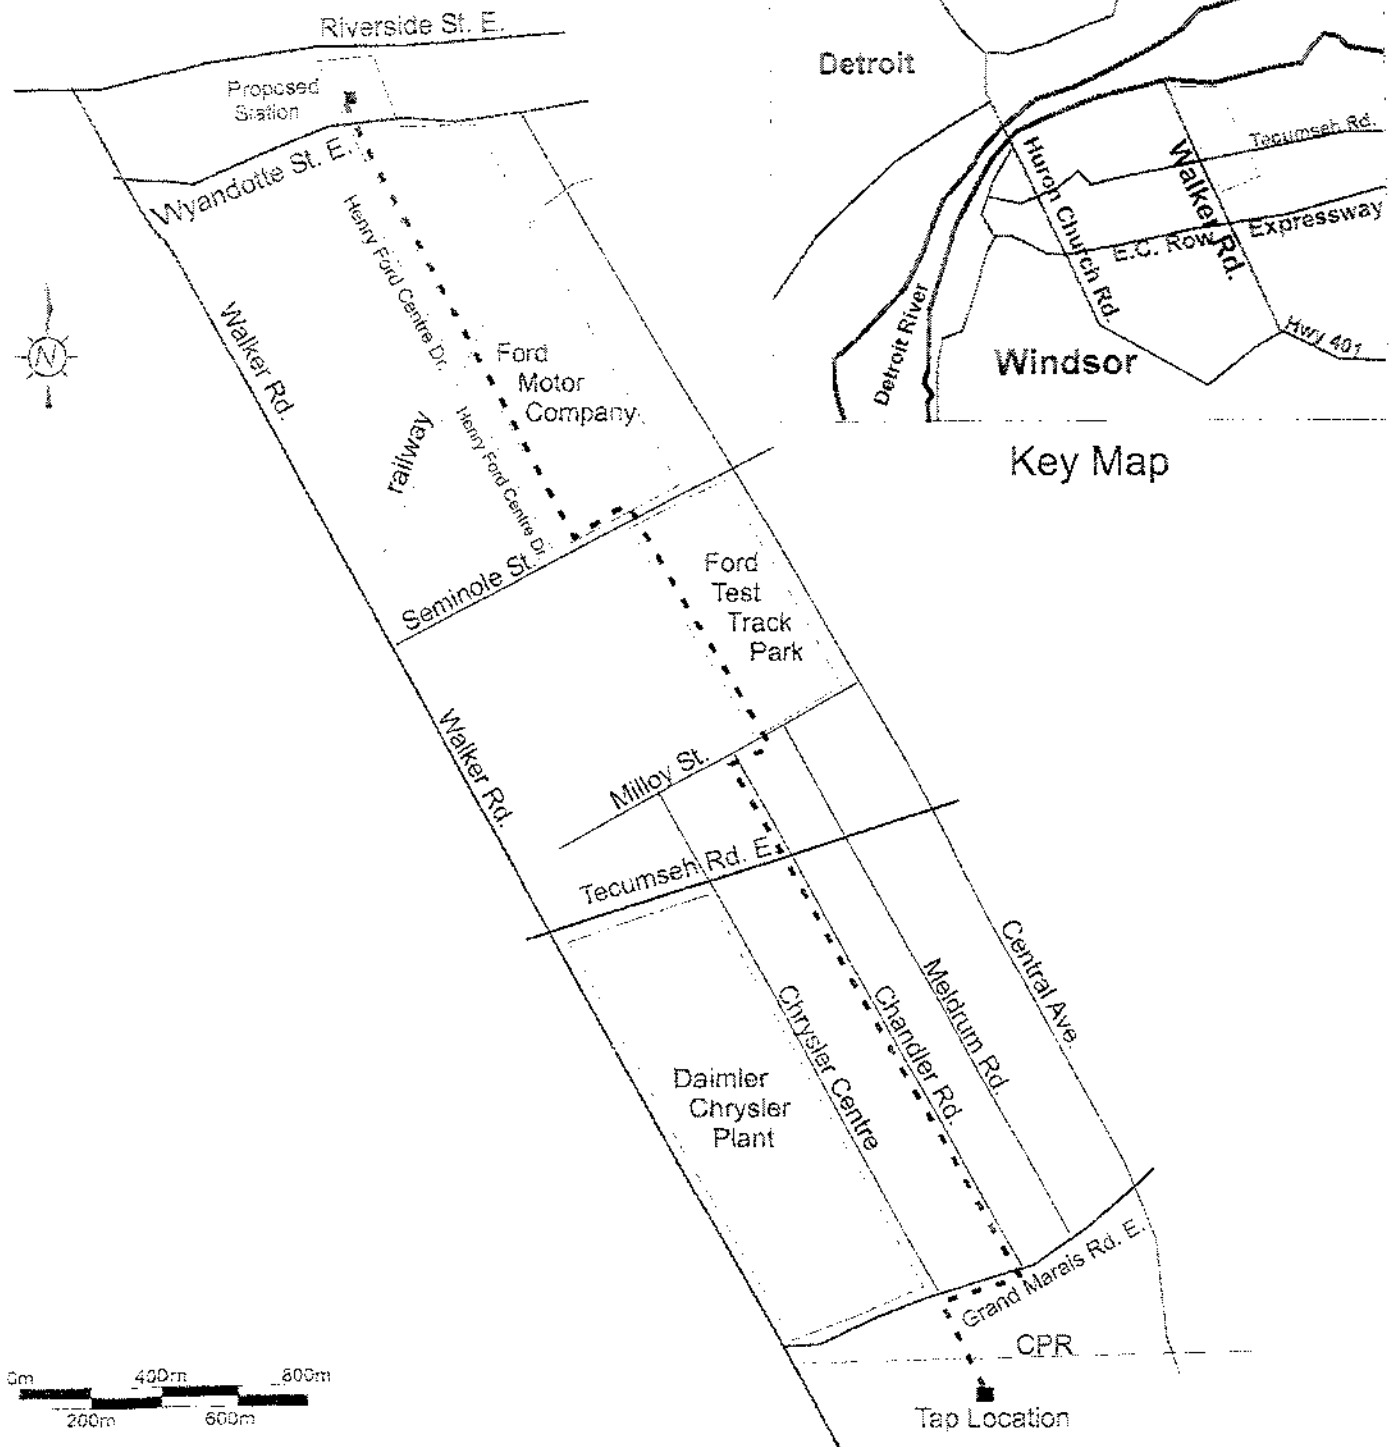 Riverside St. E.
Proposed
Station
Wyandotte St. E.
Henry Ford Centre Dr.
Walker Rd.
N
Ford
Motor
Company
railway
Henry Ford Centre Dr.
Seminole St.
Ford
Test
Track
Park
Walker Rd.
Milloy St.
Tecumseh Rd. E.
Central Ave.
Meldrum Rd.
Chandler Rd.
Chrysler Centre
Daimler
Chrysler
Plant
Grand Marais Rd. E.
CPR
Tap Location
0m 400m 800m
200m 600m
Detroit
Tecumseh Rd.
Huron Church Rd.
Walker Rd.
E.C. Row Expressway
Detroit River
Hwy 401
Windsor
Key Map